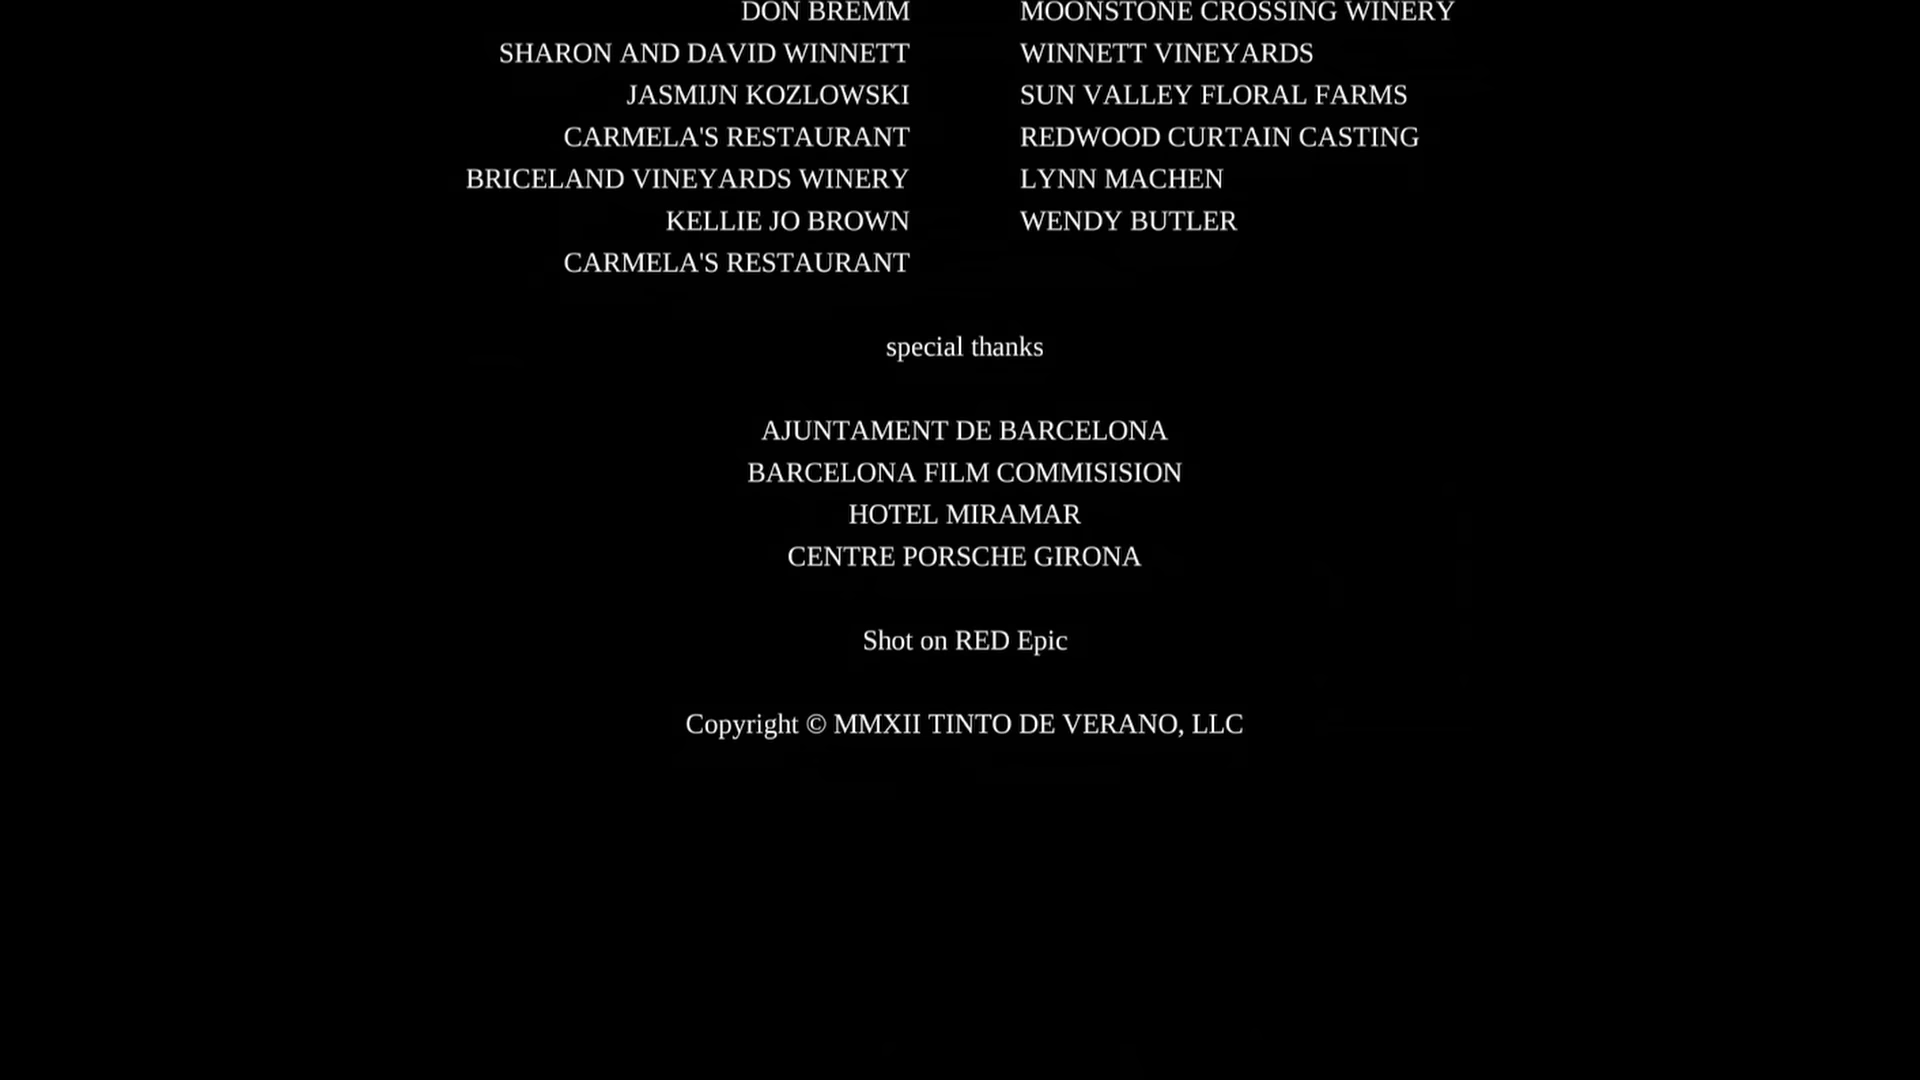 DON BREMM MOONSTONE CROSSING WINERY
SHARON AND DAVID WINNETT WINNETT VINEYARDS
JASMIJN KOZLOWSKI SUN VALLEY FLORAL FARMS
CARMELA'S RESTAURANT REDWOOD CURTAIN CASTING
BRICELAND VINEYARDS WINERY LYNN MACHEN
KELLIE JO BROWN WENDY BUTLER
CARMELA'S RESTAURANT
special thanks
AJUNTAMENT DE BARCELONA
BARCELONA FILM COMMISISION
HOTEL MIRAMAR
CENTRE PORSCHE GIRONA
Shot on RED Epic
Copyright © MMXII TINTO DE VERANO, LLC